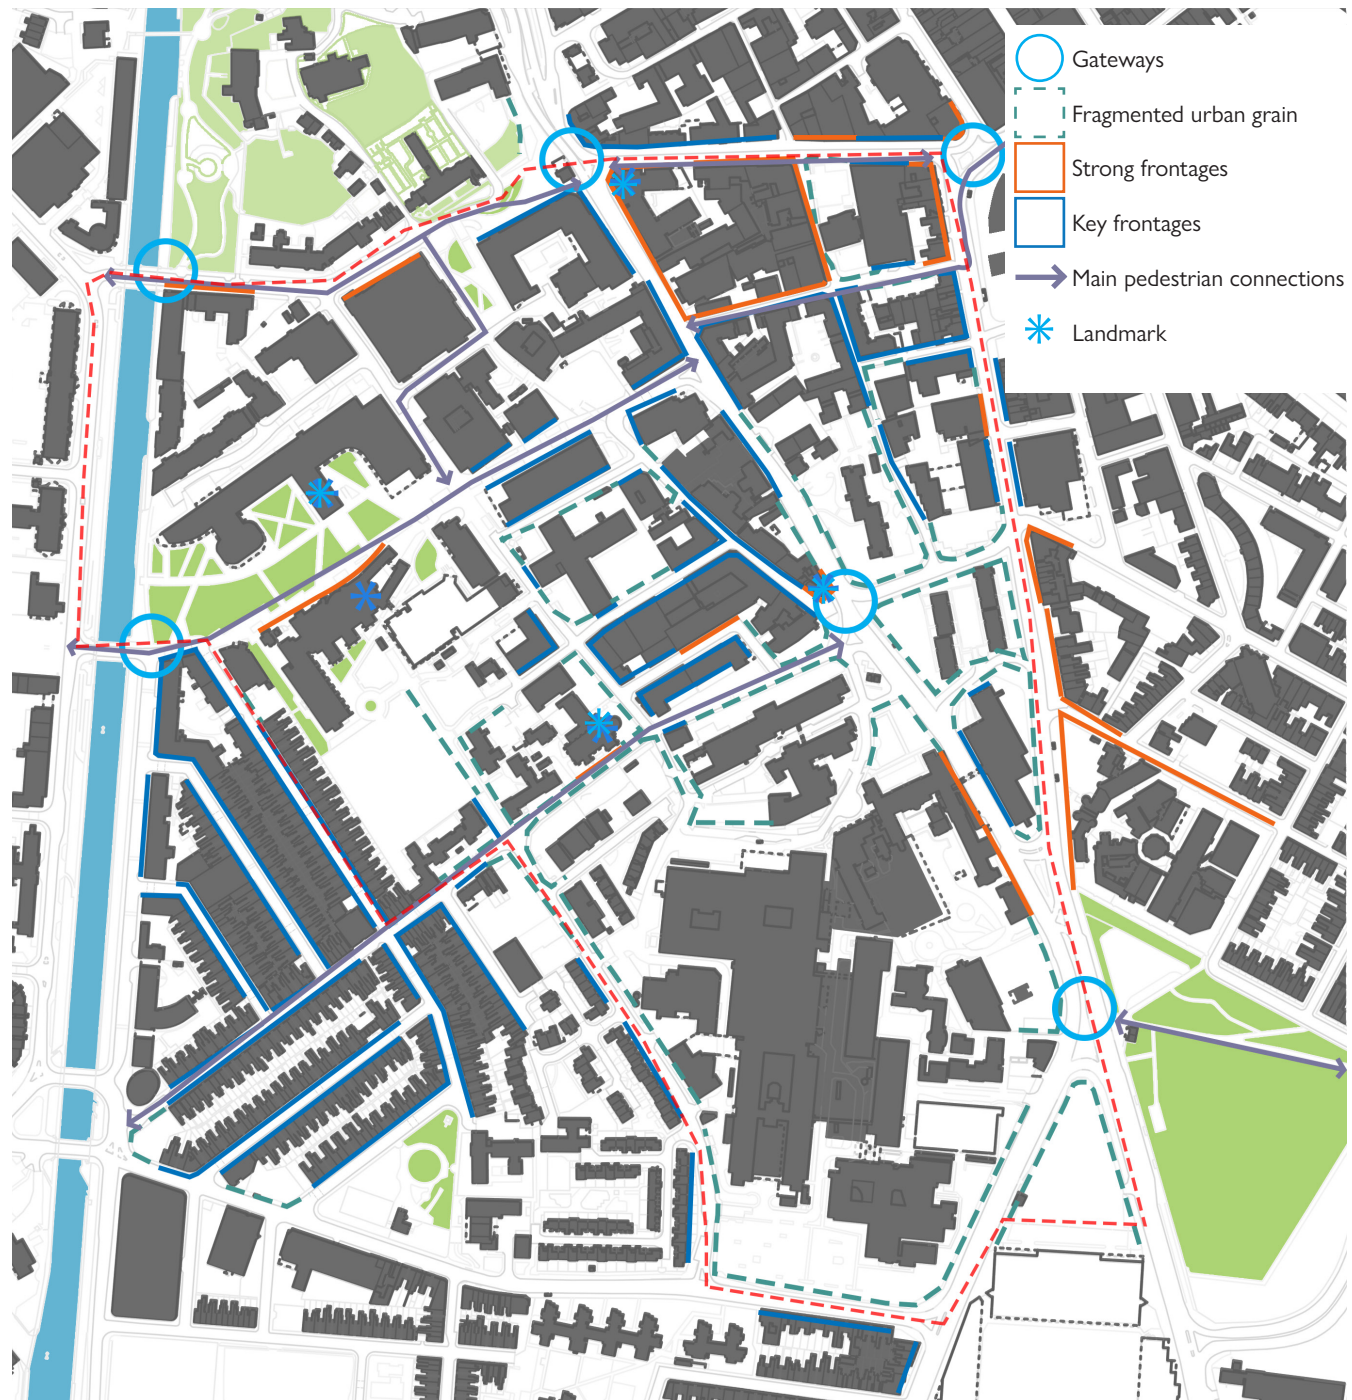 Gateways
Fragmented urban grain
Strong frontages
Key frontages
Main pedestrian connections
Landmark